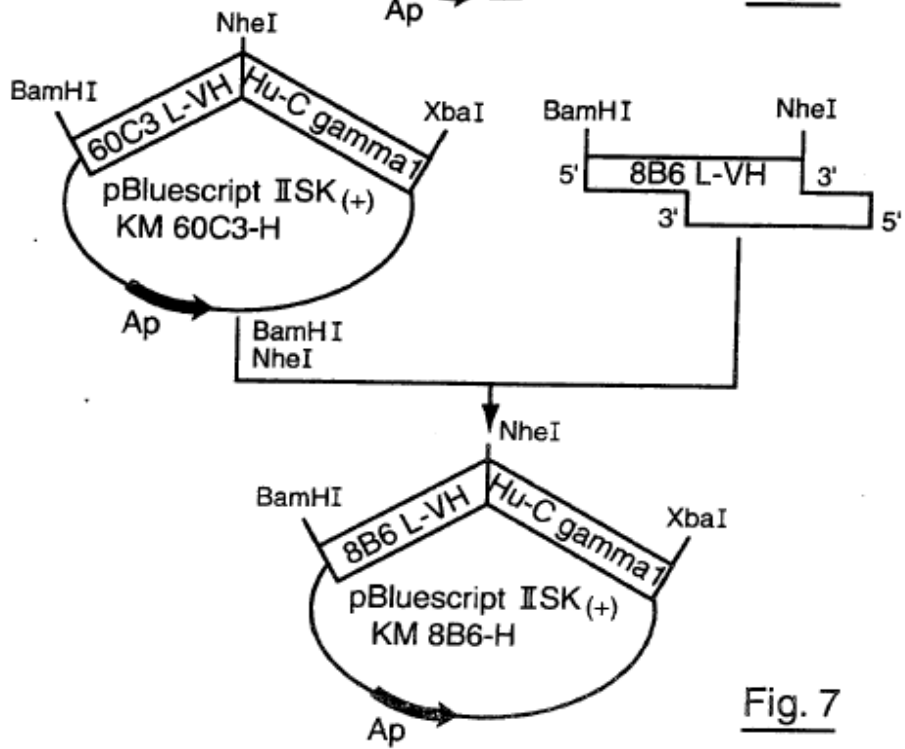 Ap
NheI
BamHI
60C3 L-VH
Hu-C gamma1
XbaI
pBluescript IISK(+)
KM 60C3-H
Ap
BamHI
NheI
BamHI
NheI
5'
8B6 L-VH
3'
3'
5'
NheI
BamHI
8B6 L-VH
Hu-C gamma1
XbaI
pBluescript IISK(+)
KM 8B6-H
Ap
Fig. 7